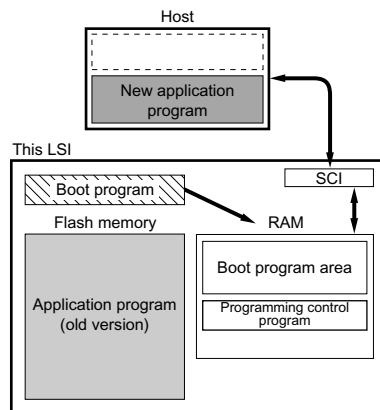 Host
New application
program
This LSI
SCI
Boot program
Flash memory
RAM
Boot program area
Application program
(old version)
Programming control
program